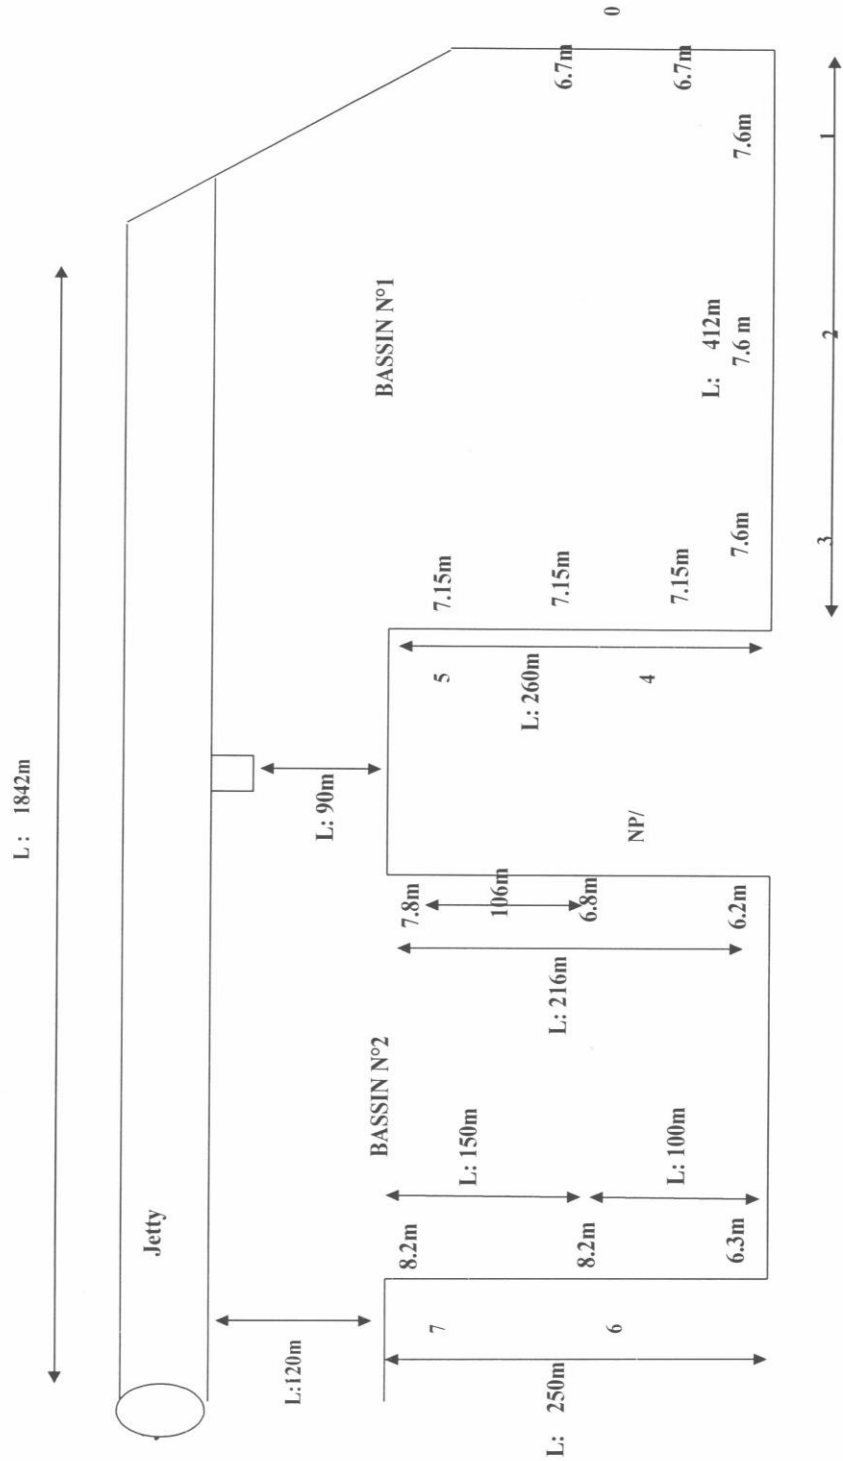 L : 1842m
Jetty
L:120m
L: 90m
BASSIN N°2
BASSIN N°1
8.2m
L: 150m
7.8m
7.15m
7
106m
5
6.7m
0
L: 216m
L: 260m
7.15m
L: 250m
8.2m
6.8m
6
NP/
4
L: 100m
7.15m
6.7m
L: 412m
6.3m
6.2m
7.6m
7.6 m
7.6m
3
2
1